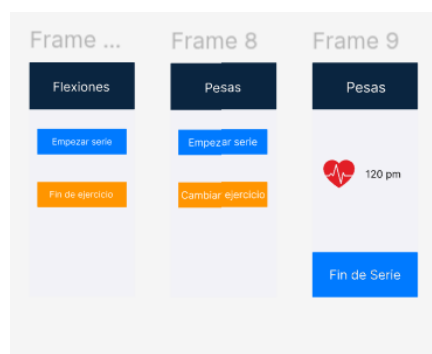 Frame ...
Flexiones
Empezar serie
Fin de ejercicio
Frame 8
Pesas
Empezar serie
Cambiar ejercicio
Frame 9
Pesas
120 pm
Fin de Serie